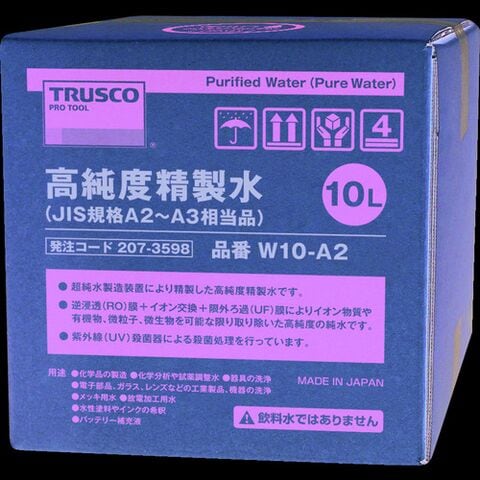 Purified Water (Pure Water)
TRUSCO
PRO TOOL
®
4
高純度精製水
10L
(JIS規格A2～A3相当品)
発注コード 207-3598
品番 W10-A2
● 超純水製造装置により精製した高純度精製水です。
● 逆浸透(RO)膜＋イオン交換＋限外ろ過(UF)膜によりイオン物質や
有機物、微粒子、微生物を可能な限り取り除いた高純度の純水です。
● 紫外線(UV)殺菌器による殺菌処理を行っています。
用途 ●化学品の製造 ●化学分析や試薬調整水 ●器具の洗浄
●電子部品、ガラス、レンズなどの工業製品、機器の洗浄
●メッキ用水 ●放電加工用水
●水性塗料やインクの希釈
●バッテリー補充液
MADE IN JAPAN
飲料水ではありません